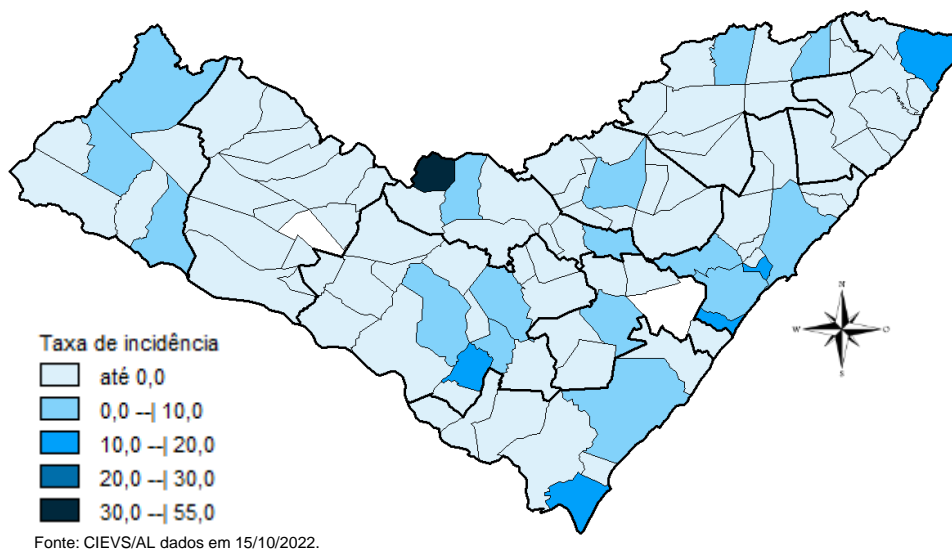 N
W
O
S
Taxa de incidência
até 0,0
0,0 --| 10,0
10,0 --| 20,0
20,0 --| 30,0
30,0 --| 55,0
Fonte: CIEVS/AL dados em 15/10/2022.